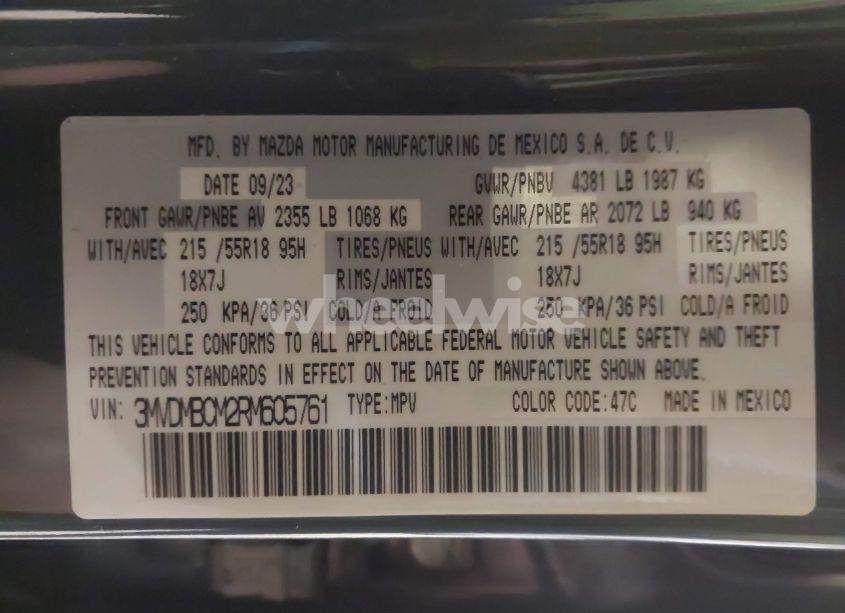 MFD. BY MAZDA MOTOR MANUFACTURING DE MEXICO S.A. DE C.V.
DATE 09/23 GVWR/PNBV 4381 LB 1987 KG
FRONT GAWR/PNBE AV 2355 LB 1068 KG REAR GAWR/PNBE AR 2072 LB 940 KG
WITH/AVEC 215 /55R18 95H TIRES/PNEUS WITH/AVEC 215 /55R18 95H TIRES/PNEUS
18X7J RIMS/JANTES 18X7J RIMS/JANTES
250 KPA/36 PSI COLD/A FROID 250 KPA/36 PSI COLD/A FROID
wheelwise
THIS VEHICLE CONFORMS TO ALL APPLICABLE FEDERAL MOTOR VEHICLE SAFETY AND THEFT
PREVENTION STANDARDS IN EFFECT ON THE DATE OF MANUFACTURE SHOWN ABOVE.
VIN: 3MVDMBCM2RM605761 TYPE:MPV COLOR CODE:47C MADE IN MEXICO